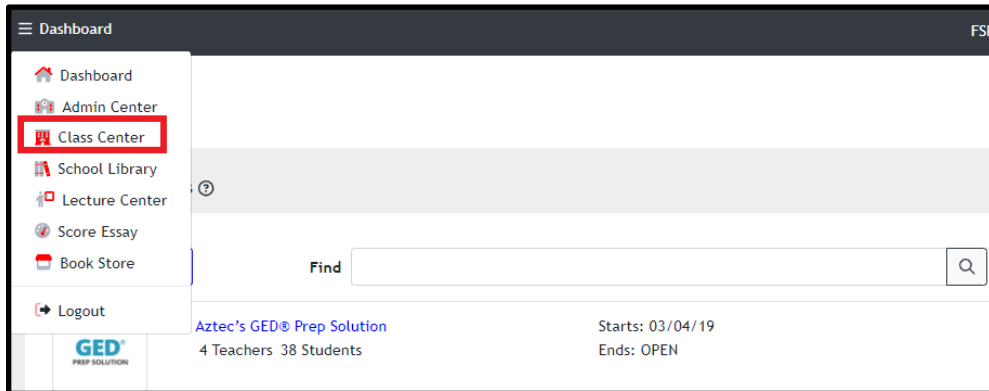 Dashboard
FS
Dashboard
Admin Center
Class Center
School Library
Lecture Center
Score Essay
Book Store
Logout
Find
Aztec's GED® Prep Solution
Starts: 03/04/19
4 Teachers 38 Students
Ends: OPEN
GED®
PREP SOLUTION